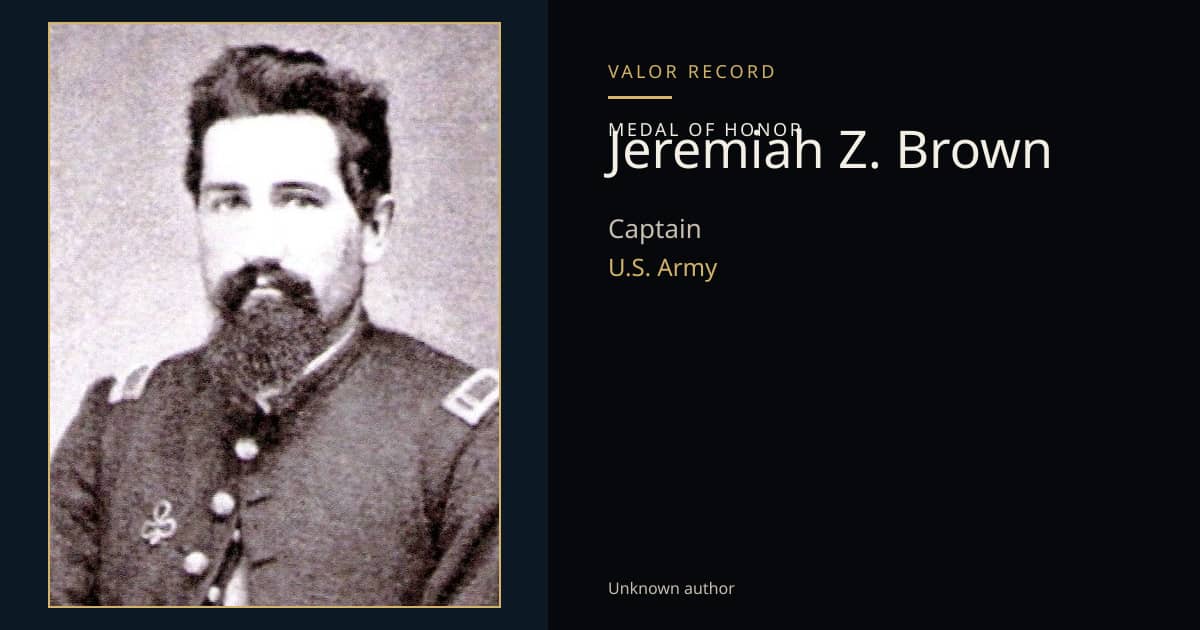 VALOR RECORD
MEDAL OF HONOR
Jeremiah Z. Brown
Captain
U.S. Army
Unknown author